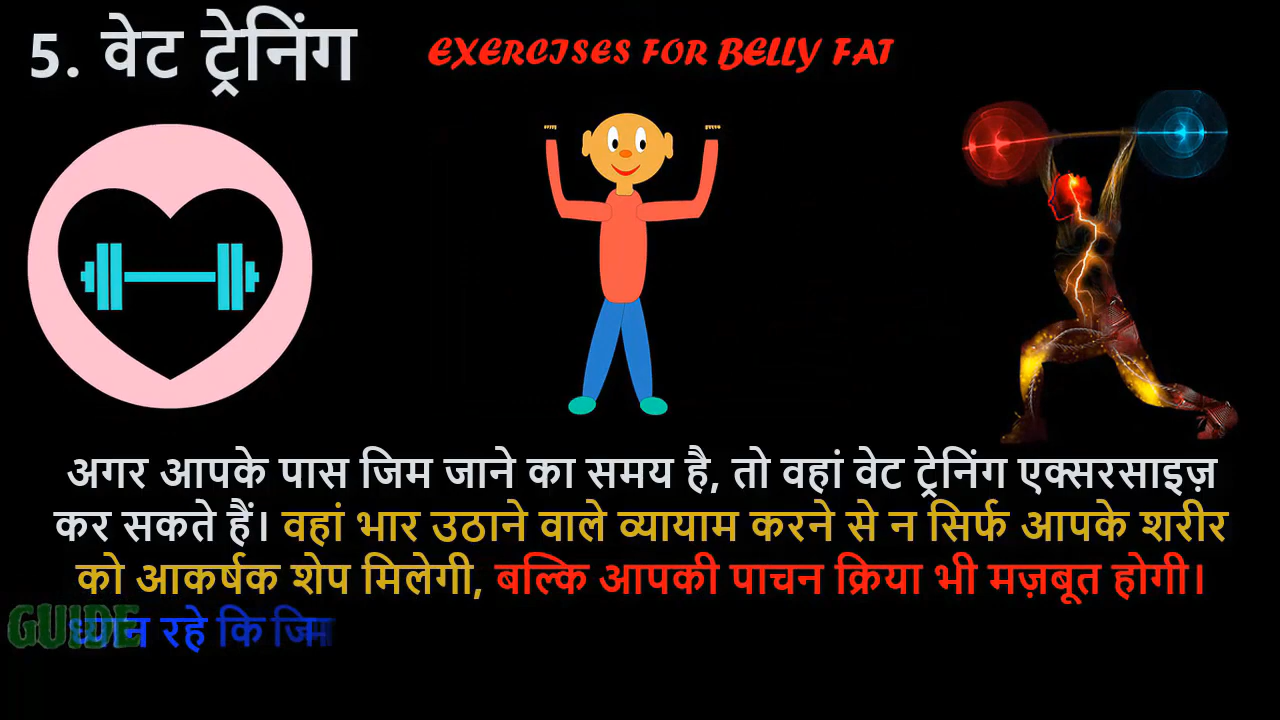 5. वेट ट्रेनिंग
EXERCISES FOR BELLY FAT
अगर आपके पास जिम जाने का समय है, तो वहां वेट ट्रेनिंग एक्सरसाइज़
कर सकते हैं। वहां भार उठाने वाले व्यायाम करने से न सिर्फ आपके शरीर
को आकर्षक शेप मिलेगी, बल्कि आपकी पाचन क्रिया भी मज़बूत होगी।
GUIDE
ध्यान रहे कि जिम